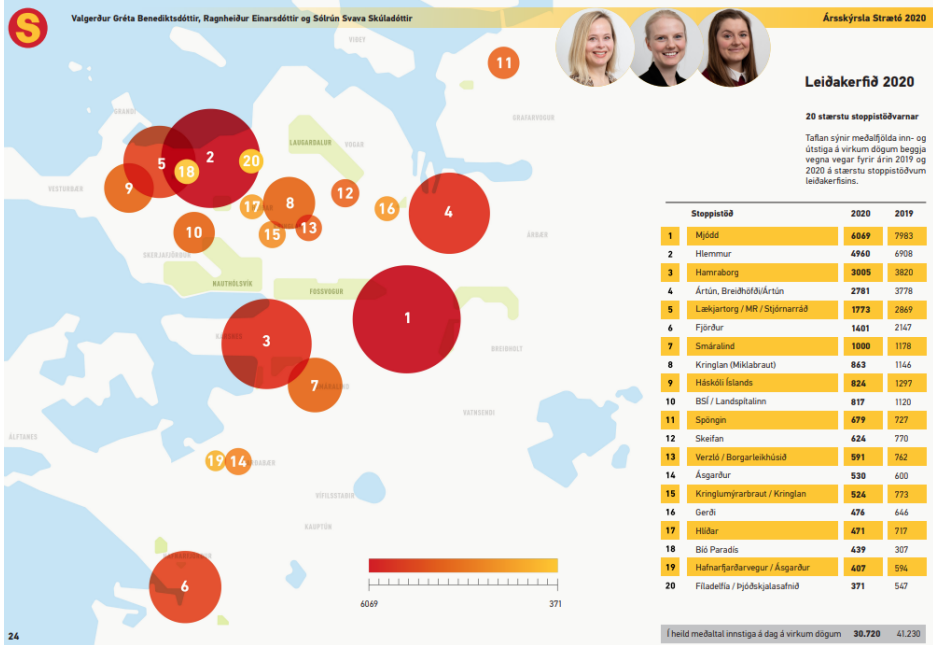 S
Valgerður Gréta Benediktsdóttir, Ragnheiður Einarsdóttir og Sólrún Svava Skúladóttir
Ársskýrsla Strætó 2020
Leiðakerfið 2020
20 stærstu stoppistöðvarnar
Taflan sýnir meðalfjölda inn- og
útstiga á virkum dögum beggja
vegna vegar fyrir árin 2019 og
2020 á stærstu stoppistöðvum
leiðakerfisins.
Stoppistöð 2020 2019
1 Mjódd 6069 7983
2 Hlemmur 4960 6908
3 Hamraborg 3005 3820
4 Ártún, Breiðhöfði/Ártún 2781 3778
5 Lækjartorg / MR / Stjórnarráð 1773 2869
6 Fjörður 1401 2147
7 Smáralind 1000 1178
8 Kringlan (Miklabraut) 863 1146
9 Háskóli Íslands 824 1297
10 BSÍ / Landspítalinn 817 1120
11 Spöngin 679 727
12 Skeifan 624 770
13 Verzló / Borgarleikhúsið 591 762
14 Ásgarður 530 600
15 Kringlumýrarbraut / Kringlan 524 773
16 Gerði 476 646
17 Hlíðar 471 717
18 Bíó Paradís 439 307
19 Hafnarfjarðarvegur / Ásgarður 407 594
20 Fíladelfía / Þjóðskjalasafnið 371 547
Í heild meðaltal innstiga á dag á virkum dögum 30.720 41.230
VIÐEY
11
GRAFARVOGUR
GRANDI
LAUGARDALUR
VOGAR
5
2
20
18
VESTURBÆR
9
17
8
12
16
4
10
15
13
ÁRBÆR
SKERJAFJÖRÐUR
NAUTHÓLSVÍK
FOSSVOGUR
1
KÁRSNES
3
BREIÐHOLT
7
VATNSENDI
ÁLFTANES
19
14
VÍFILSSTAÐIR
KAUPTÚN
6
6069
371
24